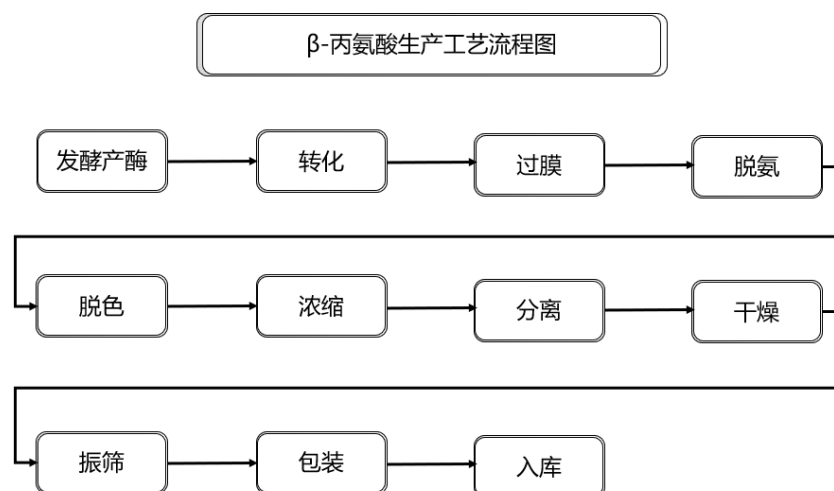 β-丙氨酸生产工艺流程图
发酵产酶
转化
过膜
脱氨
脱色
浓缩
分离
干燥
振筛
包装
入库